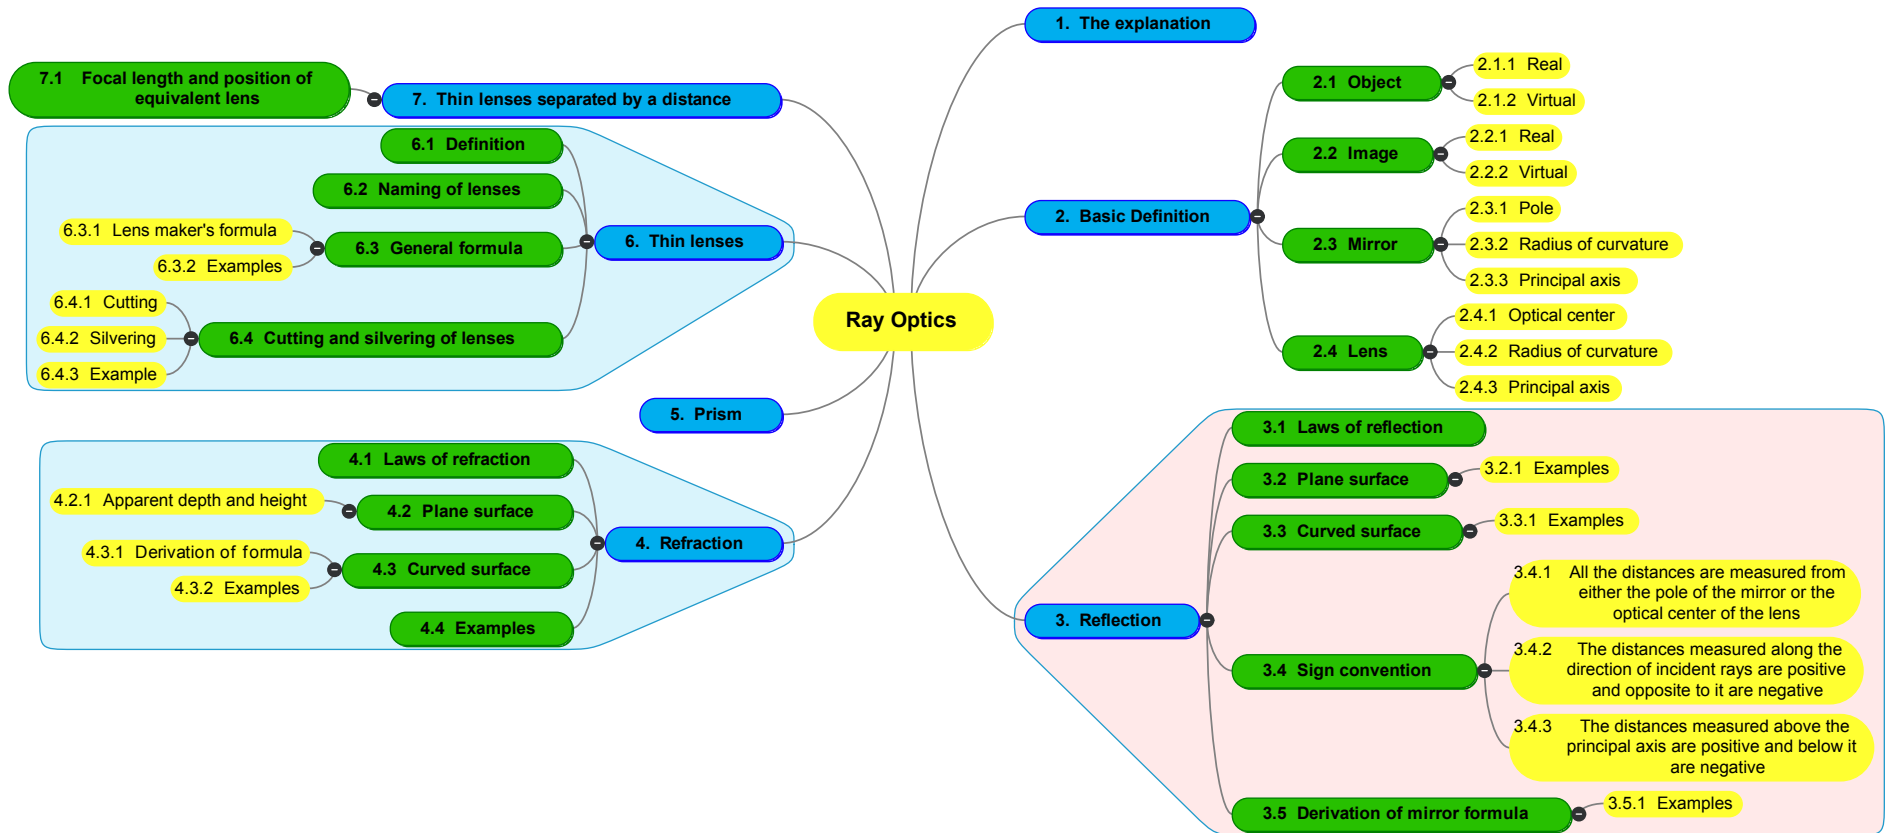 Ray Optics
1. The explanation
2. Basic Definition
2.1 Object
2.1.1 Real
2.1.2 Virtual
2.2 Image
2.2.1 Real
2.2.2 Virtual
2.3 Mirror
2.3.1 Pole
2.3.2 Radius of curvature
2.3.3 Principal axis
2.4 Lens
2.4.1 Optical center
2.4.2 Radius of curvature
2.4.3 Principal axis
3. Reflection
3.1 Laws of reflection
3.2 Plane surface
3.2.1 Examples
3.3 Curved surface
3.3.1 Examples
3.4 Sign convention
3.4.1 All the distances are measured from
either the pole of the mirror or the
optical center of the lens
3.4.2 The distances measured along the
direction of incident rays are positive
and opposite to it are negative
3.4.3 The distances measured above the
principal axis are positive and below it
are negative
3.5 Derivation of mirror formula
3.5.1 Examples
4. Refraction
4.1 Laws of refraction
4.2 Plane surface
4.2.1 Apparent depth and height
4.3 Curved surface
4.3.1 Derivation of formula
4.3.2 Examples
4.4 Examples
5. Prism
6. Thin lenses
6.1 Definition
6.2 Naming of lenses
6.3 General formula
6.3.1 Lens maker's formula
6.3.2 Examples
6.4 Cutting and silvering of lenses
6.4.1 Cutting
6.4.2 Silvering
6.4.3 Example
7. Thin lenses separated by a distance
7.1 Focal length and position of
equivalent lens